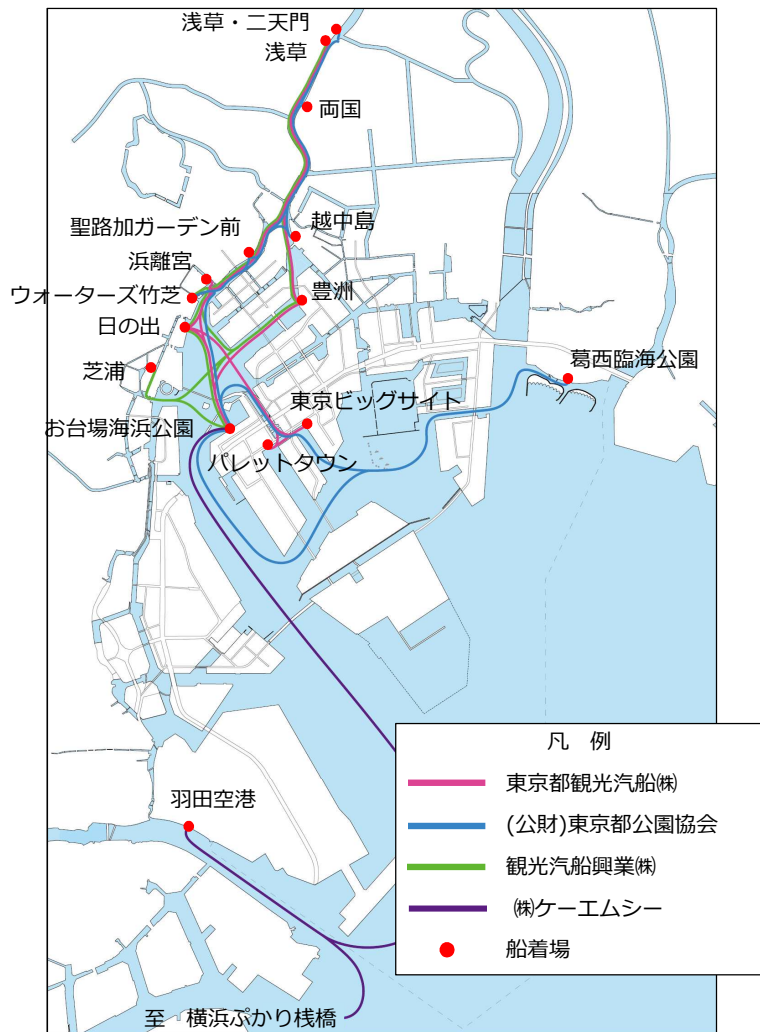 浅草・二天門
浅草
両国
聖路加ガーデン前
越中島
浜離宮
ウォーターズ竹芝
豊洲
日の出
芝浦
葛西臨海公園
東京ビッグサイト
お台場海浜公園
パレットタウン
羽田空港
至 横浜ぷかり桟橋
凡 例
東京都観光汽船㈱
(公財)東京都公園協会
観光汽船興業㈱
㈱ケーエムシー
船着場